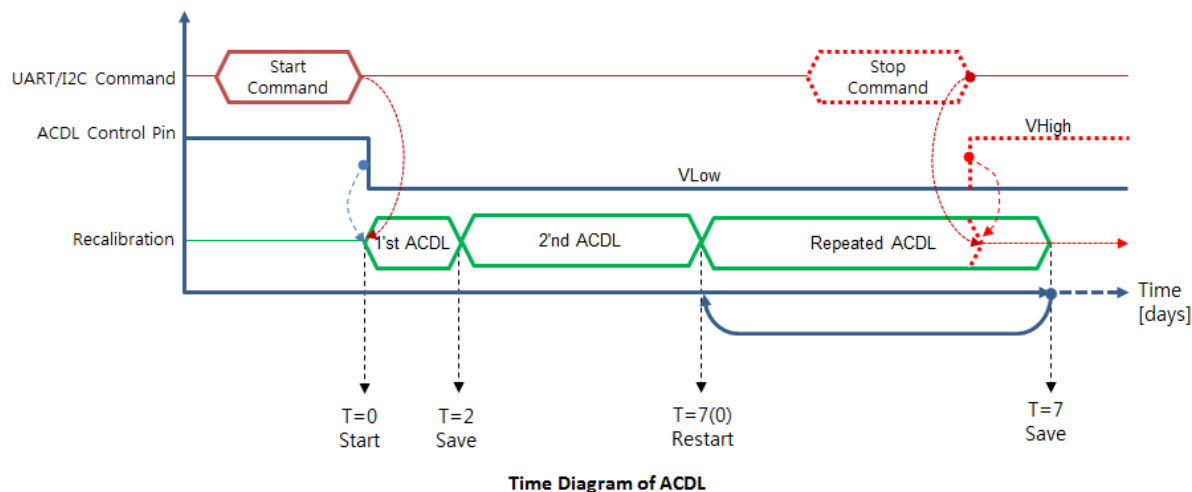 UART/I2C Command
Start
Command
Stop
Command
ACDL Control Pin
VHigh
VLow
Recalibration
1'st ACDL
2'nd ACDL
Repeated ACDL
Time
[days]
T=0
Start
T=2
Save
T=7(0)
Restart
T=7
Save
Time Diagram of ACDL